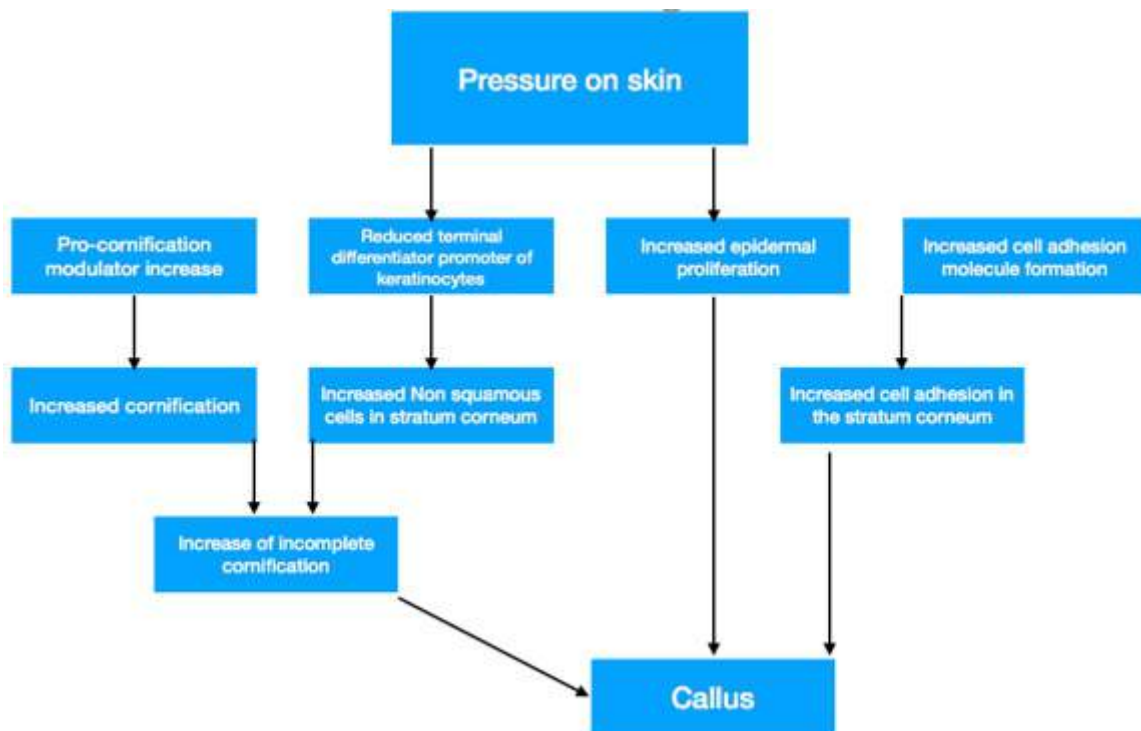 Pressure on skin
Pro-cornification
modulator increase
Reduced terminal
differentiator promoter of
keratinocytes
Increased epidermal
proliferation
Increased cell adhesion
molecule formation
Increased cornification
Increased Non squamous
cells in stratum corneum
Increased cell adhesion in
the stratum corneum
Increase of incomplete
cornification
Callus